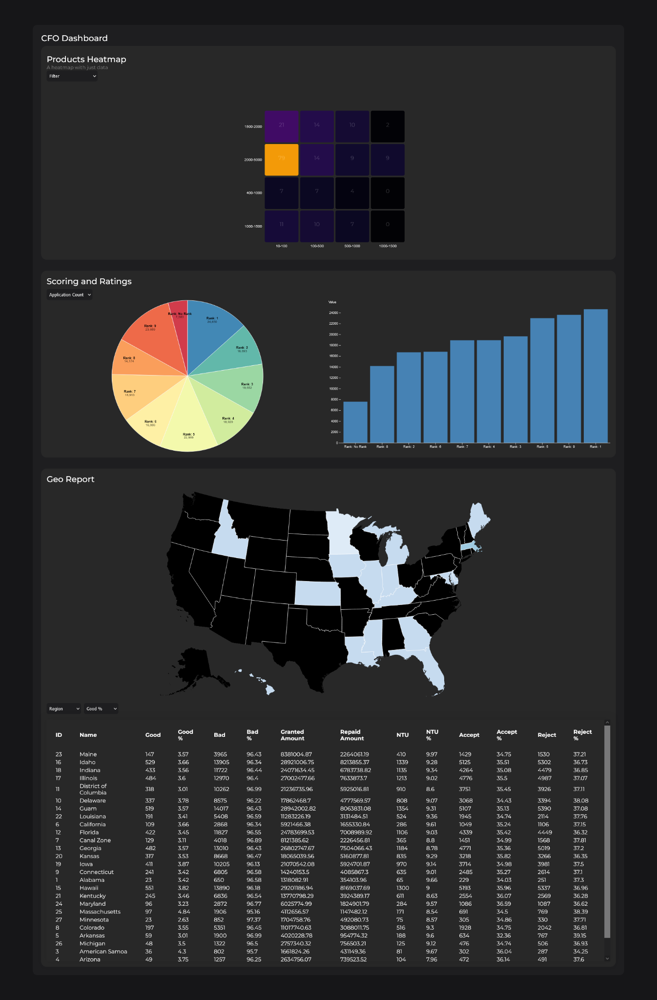 CFO Dashboard
Products Heatmap
A heatmap with just data
Filter
1500-2000 21 14 10 2
2000-5000 79 14 9 9
400-1000 7 7 4 0
1000-1500 11 10 7 0
10-100 100-500 500-1000 1000-1500
Scoring and Ratings
Application Count
Rank: No Rank
7,583
Rank: 1
24,650
Rank: 9
23,609
Rank: 2
16,693
Rank: 8
14,174
Rank: 3
19,652
Rank: 7
18,913
Rank: 4
18,929
Rank: 6
16,806
Rank: 5
22,989
Value
24000
22000
20000
18000
16000
14000
12000
10000
8000
6000
4000
2000
0
Rank: No Rank Rank: 8 Rank: 2 Rank: 6 Rank: 7 Rank: 4 Rank: 3 Rank: 5 Rank: 9 Rank: 1
Geo Report
Region Good %
ID Name Good Good % Bad Bad % Granted Amount Repaid Amount NTU NTU % Accept Accept % Reject Reject %
23 Maine 147 3.57 3965 96.43 8381004.87 2264061.19 410 9.97 1429 34.75 1530 37.21
16 Idaho 529 3.66 13905 96.34 28921006.75 8213855.37 1339 9.28 5125 35.51 5302 36.73
18 Indiana 433 3.56 11722 96.44 24071634.45 6783738.82 1135 9.34 4264 35.08 4479 36.85
17 Illinois 484 3.6 12970 96.4 27002477.66 7633873.7 1213 9.02 4776 35.5 4987 37.07
11 District of Columbia 318 3.01 10262 96.99 21236735.96 5925016.81 910 8.6 3751 35.45 3926 37.11
10 Delaware 337 3.78 8575 96.22 17862468.7 4777569.57 808 9.07 3068 34.43 3394 38.08
14 Guam 519 3.57 14017 96.43 28942002.82 8063831.08 1354 9.31 5107 35.13 5390 37.08
22 Louisiana 191 3.41 5408 96.59 11283226.19 3131484.51 524 9.36 1945 34.74 2114 37.76
6 California 109 3.66 2868 96.34 5921466.38 1655330.84 286 9.61 1049 35.24 1106 37.15
12 Florida 422 3.45 11827 96.55 24783699.53 7008989.92 1106 9.03 4339 35.42 4449 36.32
7 Canal Zone 129 3.11 4018 96.89 8121385.62 2226456.81 365 8.8 1451 34.99 1568 37.81
13 Georgia 482 3.57 13010 96.43 26802747.67 7504066.43 1184 8.78 4771 35.36 5019 37.2
20 Kansas 317 3.53 8668 96.47 18065039.56 5160877.81 835 9.29 3218 35.82 3266 36.35
19 Iowa 411 3.87 10205 96.13 21070542.08 5924701.87 970 9.14 3714 34.98 3981 37.5
9 Connecticut 241 3.42 6805 96.58 14240153.5 4085867.3 635 9.01 2485 35.27 2614 37.1
1 Alabama 23 3.42 650 96.58 1318082.91 354103.96 65 9.66 229 34.03 251 37.3
15 Hawaii 551 3.82 13890 96.18 29201186.94 8169037.69 1300 9 5193 35.96 5337 36.96
21 Kentucky 245 3.46 6836 96.54 13770798.29 3924389.17 611 8.63 2554 36.07 2569 36.28
24 Maryland 96 3.23 2872 96.77 6025774.99 1824901.79 284 9.57 1086 36.59 1087 36.62
25 Massachusetts 97 4.84 1906 95.16 4112656.57 1147482.12 171 8.54 691 34.5 769 38.39
27 Minnesota 23 2.63 852 97.37 1704758.76 492080.73 75 8.57 305 34.86 330 37.71
8 Colorado 197 3.55 5351 96.45 11017740.63 3088011.75 516 9.3 1928 34.75 2042 36.81
5 Arkansas 59 3.01 1900 96.99 4020228.78 954774.32 188 9.6 634 32.36 767 39.15
26 Michigan 48 3.5 1322 96.5 2757340.32 756503.21 125 9.12 476 34.74 506 36.93
3 American Samoa 36 4.3 802 95.7 1661824.26 431149.36 81 9.67 302 36.04 287 34.25
4 Arizona 49 3.75 1257 96.25 2634756.07 739523.52 104 7.96 472 36.14 491 37.6